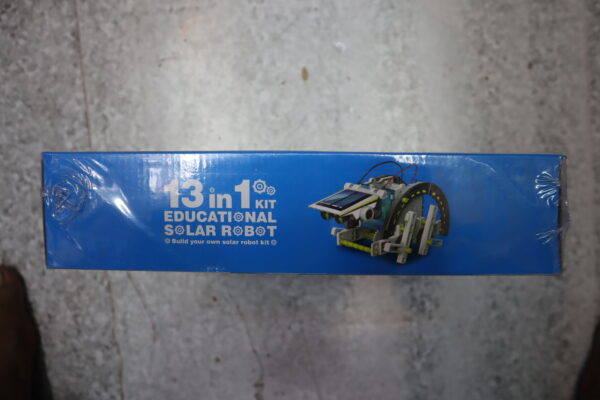 13 in 1 KIT
EDUCATIONAL
SOLAR ROBOT
Build your own solar robot kit